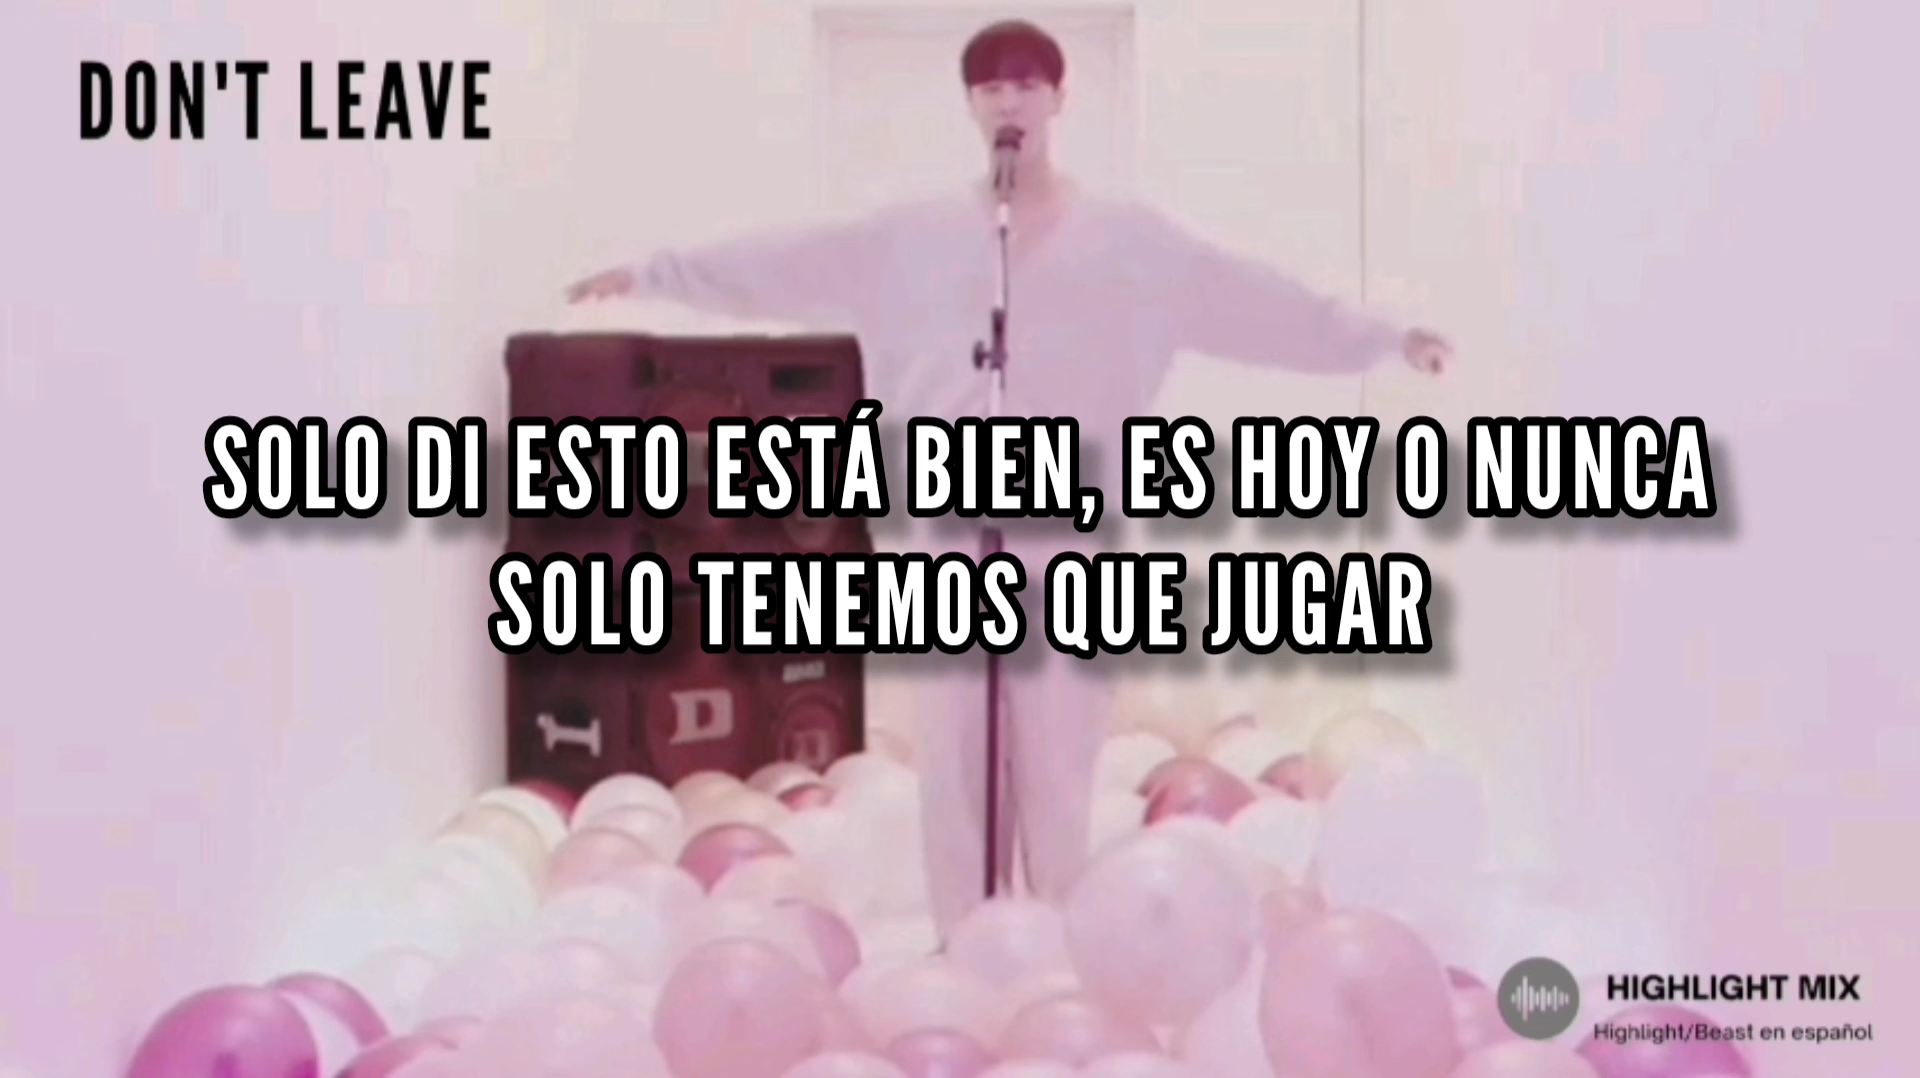 DON'T LEAVE
SOLO DI ESTO ESTÁ BIEN, ES HOY O NUNCA
SOLO TENEMOS QUE JUGAR
I D
HIGHLIGHT MIX
Highlight/Beast en español